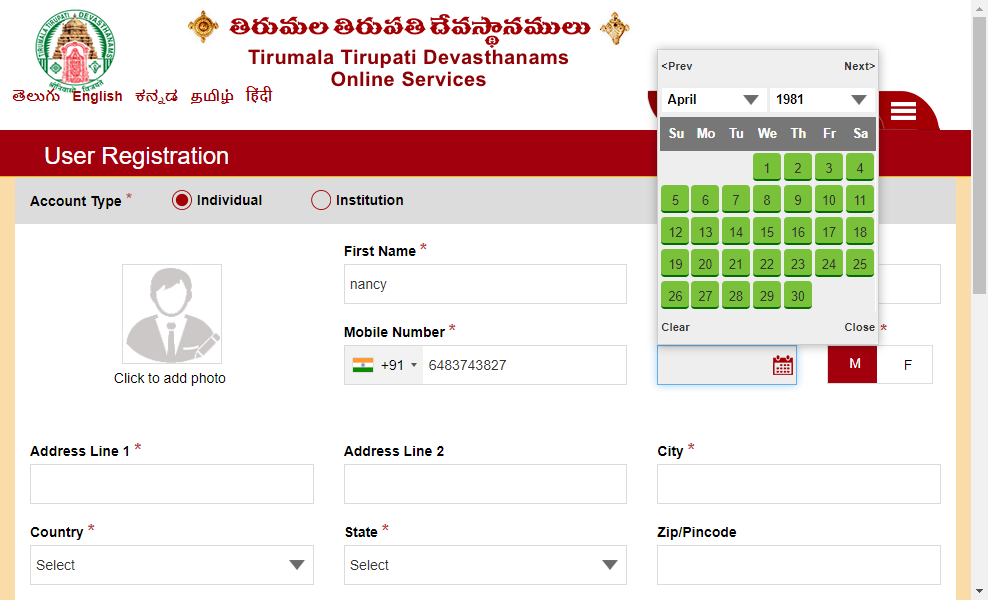 తిరుమల తిరుపతి దేవస్థానములు
Tirumala Tirupati Devasthanams
Online Services
తెలుగు English ಕನ್ನಡ தமிழ் हिंदी
User Registration
Account Type * Individual Institution
<Prev Next>
April 1981
Su Mo Tu We Th Fr Sa
1 2 3 4
5 6 7 8 9 10 11
12 13 14 15 16 17 18
19 20 21 22 23 24 25
26 27 28 29 30
Clear Close *
First Name *
nancy
Mobile Number *
+91 6483743827
M F
Click to add photo
Address Line 1 * Address Line 2 City *
Country * State * Zip/Pincode
Select Select